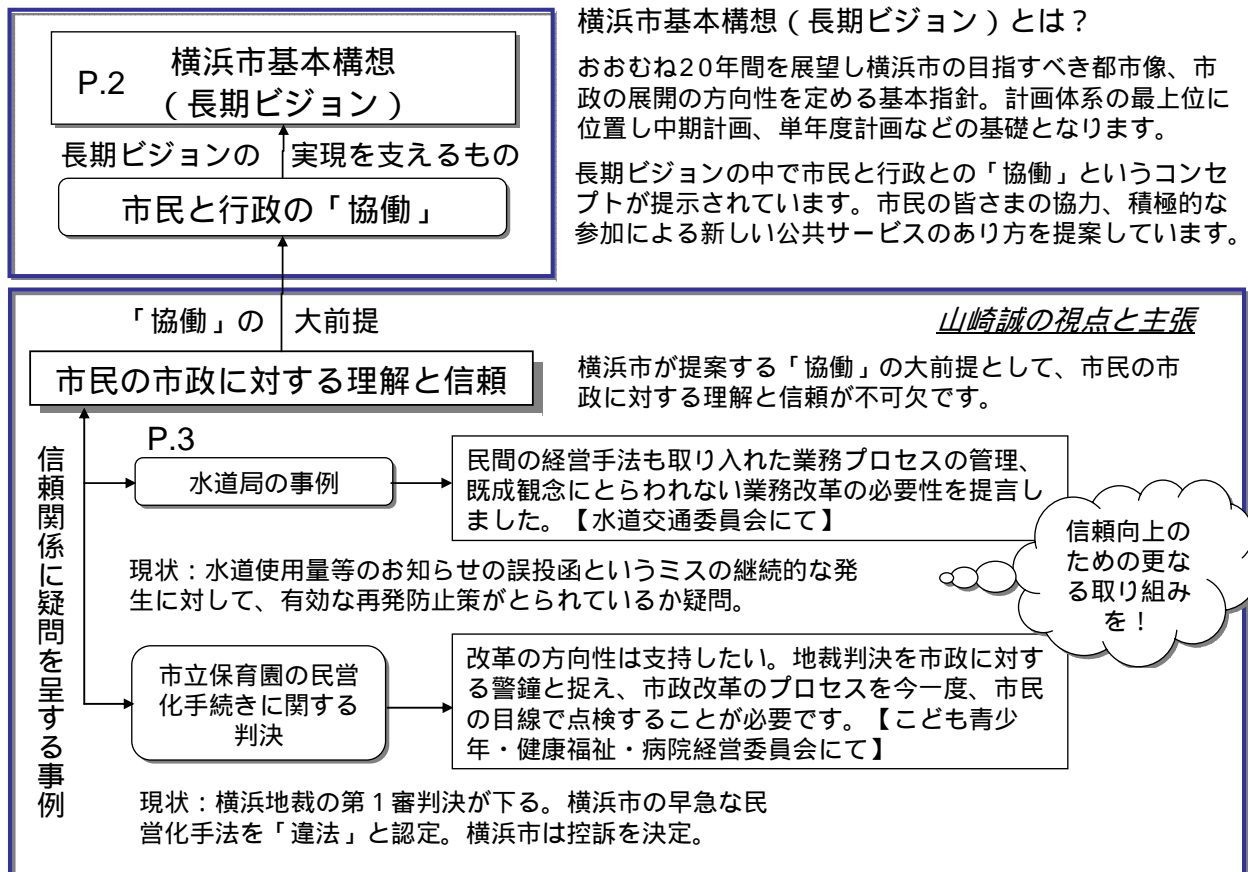 P.2
横浜市基本構想
(長期ビジョン)
長期ビジョンの 実現を支えるもの
市民と行政の「協働」
横浜市基本構想(長期ビジョン)とは?
おおむね20年間を展望し横浜市の目指すべき都市像、市
政の展開の方向性を定める基本指針。計画体系の最上位に
位置し中期計画、単年度計画などの基礎となります。
長期ビジョンの中で市民と行政との「協働」というコンセ
プトが提示されています。市民の皆さまの協力、積極的な
参加による新しい公共サービスのあり方を提案しています。
「協働」の 大前提
山崎誠の視点と主張
市民の市政に対する理解と信頼
横浜市が提案する「協働」の大前提として、市民の市
政に対する理解と信頼が不可欠です。
信頼関係に疑問を呈する事例
P.3
水道局の事例
民間の経営手法も取り入れた業務プロセスの管理、
既成観念にとらわれない業務改革の必要性を提言し
ました。【水道交通委員会にて】
現状:水道使用量等のお知らせの誤投函というミスの継続的な発
生に対して、有効な再発防止策がとられているか疑問。
信頼向上の
ための更な
る取り組み
を!
市立保育園の民営
化手続きに関する
判決
改革の方向性は支持したい。地裁判決を市政に対す
る警鐘と捉え、市政改革のプロセスを今一度、市民
の目線で点検することが必要です。【こども青少
年・健康福祉・病院経営委員会にて】
現状:横浜地裁の第1審判決が下る。横浜市の早急な民
営化手法を「違法」と認定。横浜市は控訴を決定。